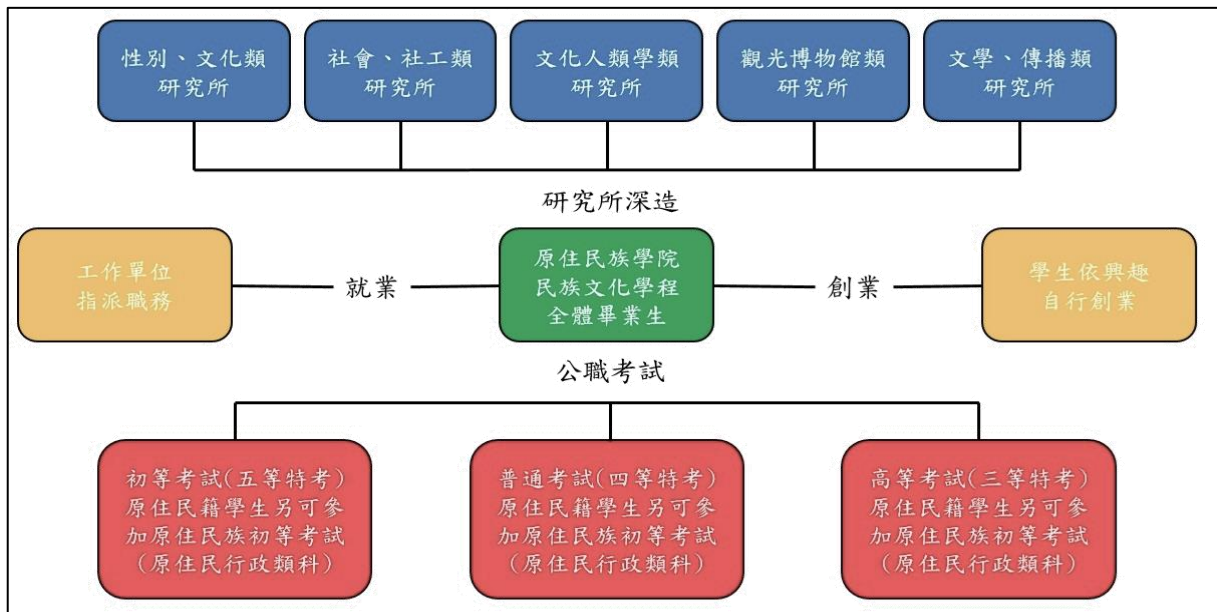 性別、文化類
研究所
社會、社工類
研究所
文化人類學類
研究所
觀光博物館類
研究所
文學、傳播類
研究所
研究所深造
工作單位
指派職務
就業
原住民族學院
民族文化學程
全體畢業生
創業
學生依興趣
自行創業
公職考試
初等考試(五等特考)
原住民籍學生另可參
加原住民族初等考試
(原住民行政類科)
普通考試(四等特考)
原住民籍學生另可參
加原住民族初等考試
(原住民行政類科)
高等考試(三等特考)
原住民籍學生另可參
加原住民族初等考試
(原住民行政類科)